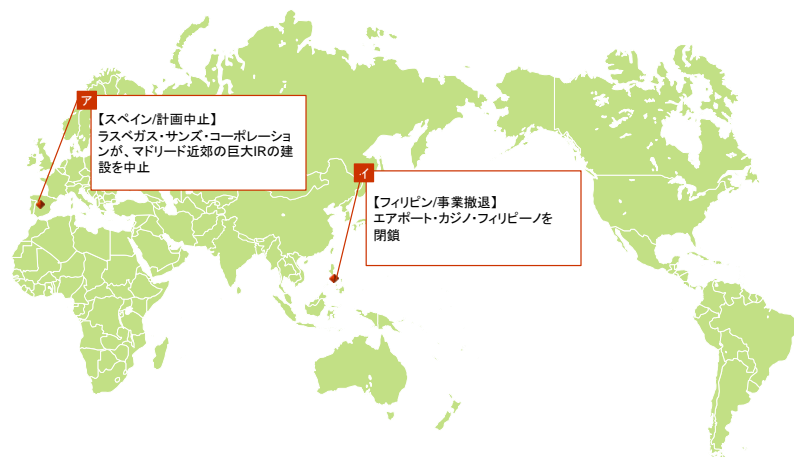 ア
【スペイン/計画中止】
ラスベガス・サンズ・コーポレーショ
ンが、マドリード近郊の巨大IRの建
設を中止
イ
【フィリピン/事業撤退】
エアポート・カジノ・フィリピーノを
閉鎖